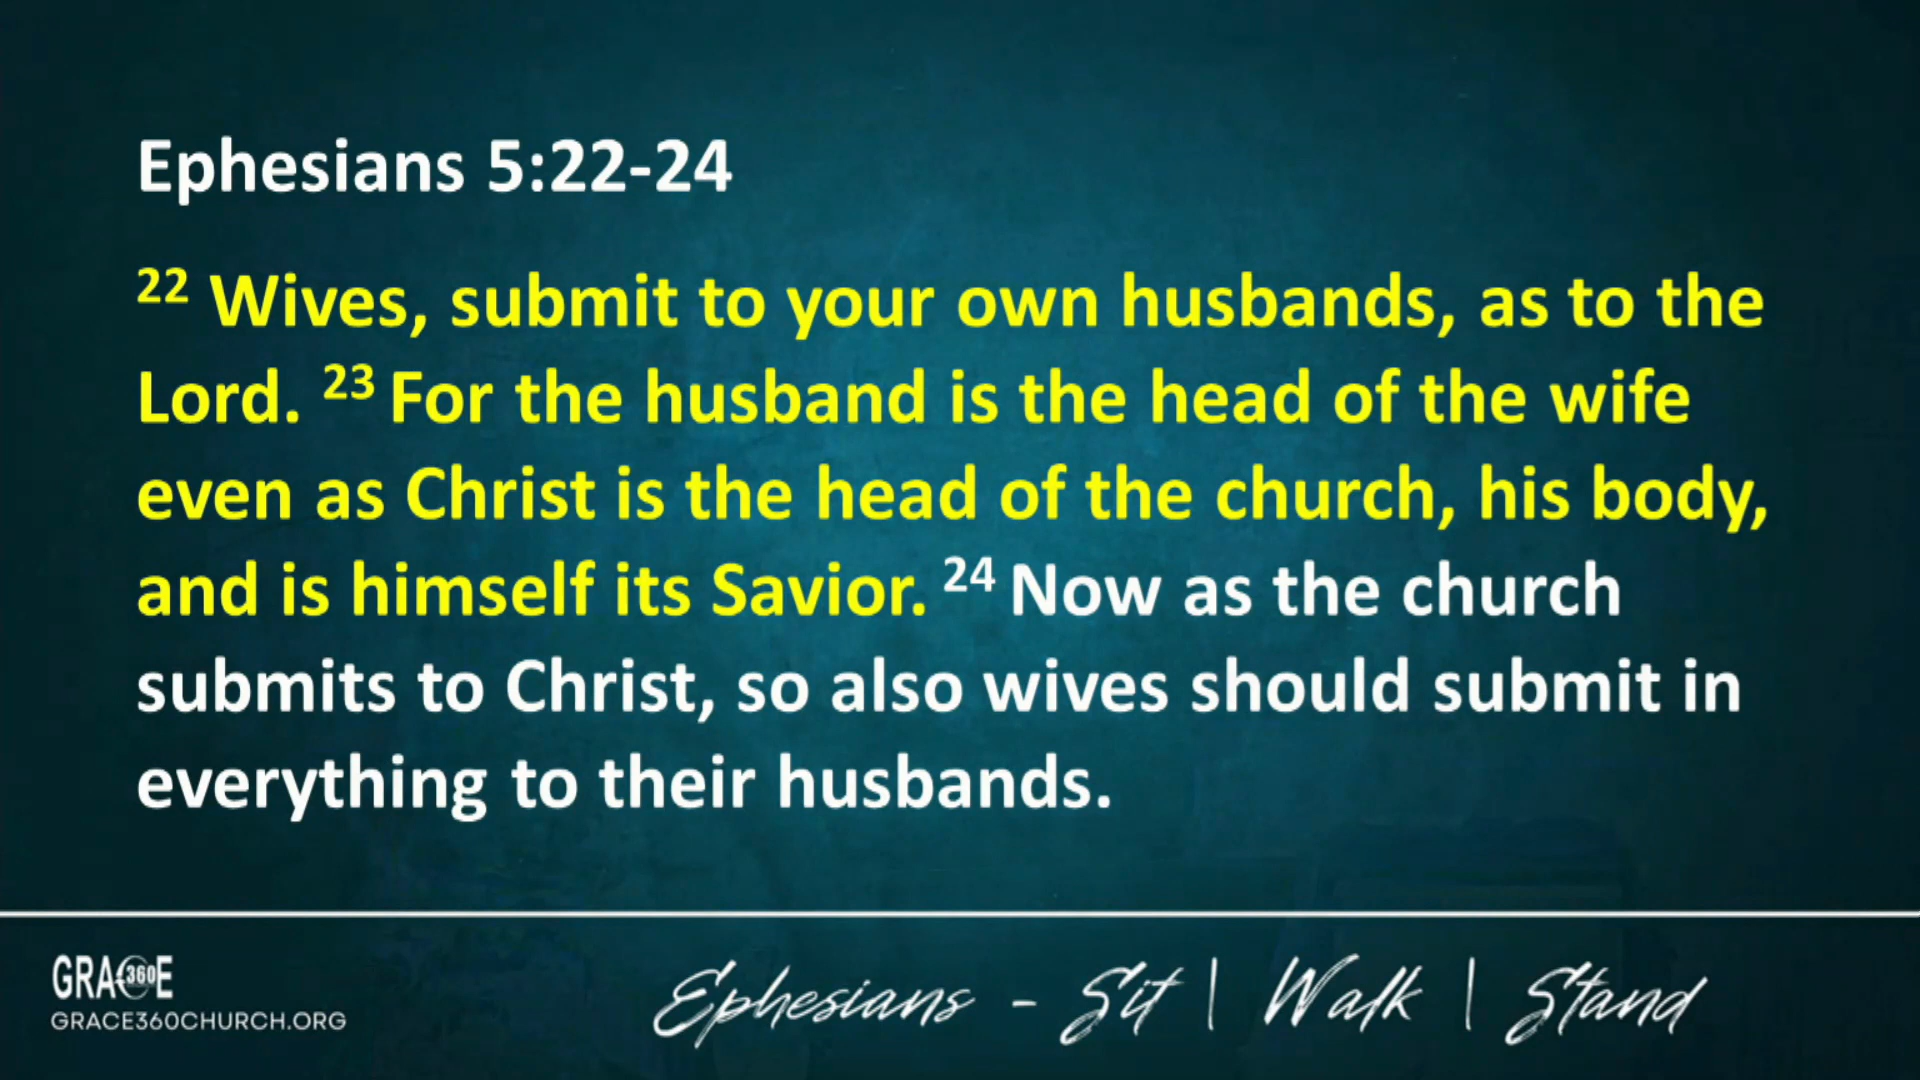 Ephesians 5:22-24
22 Wives, submit to your own husbands, as to the
Lord. 23 For the husband is the head of the wife
even as Christ is the head of the church, his body,
and is himself its Savior. 24 Now as the church
submits to Christ, so also wives should submit in
everything to their husbands.
GRACE 360
GRACE360CHURCH.ORG
Ephesians - Sit | Walk | Stand